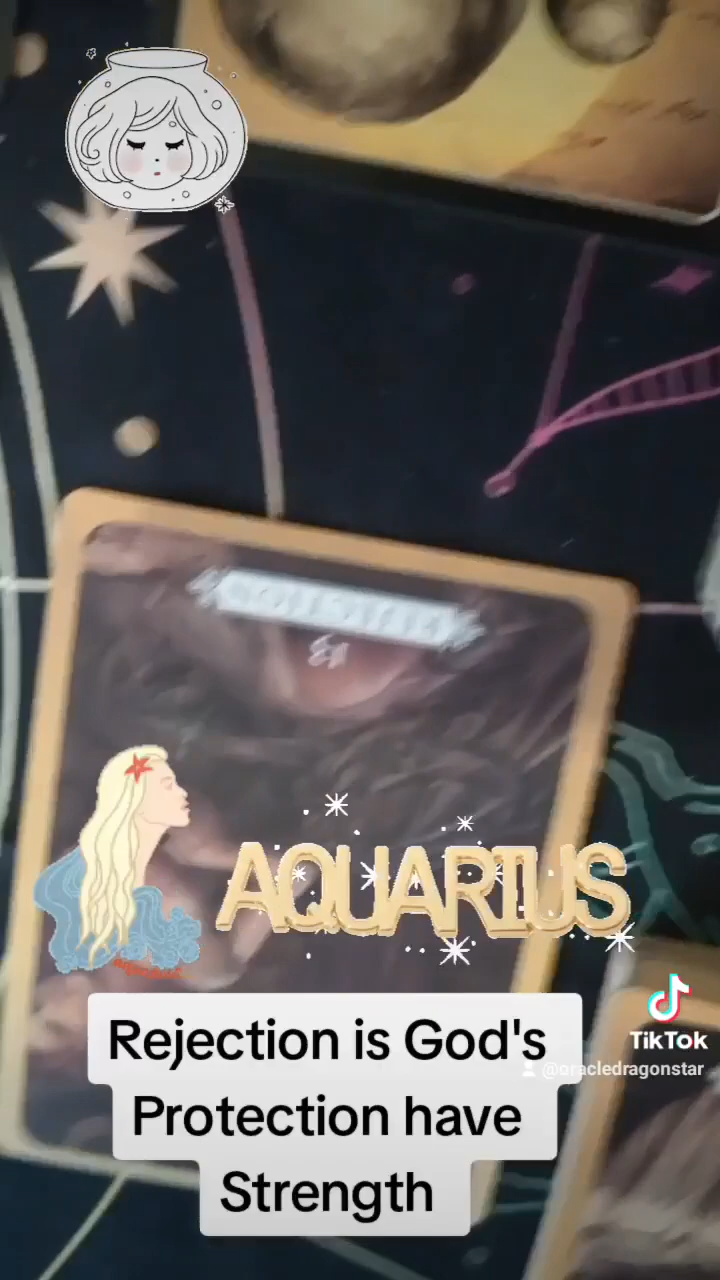 AQUARIUS
Rejection is God's
Protection have
Strength
TikTok
@oracledragonstar